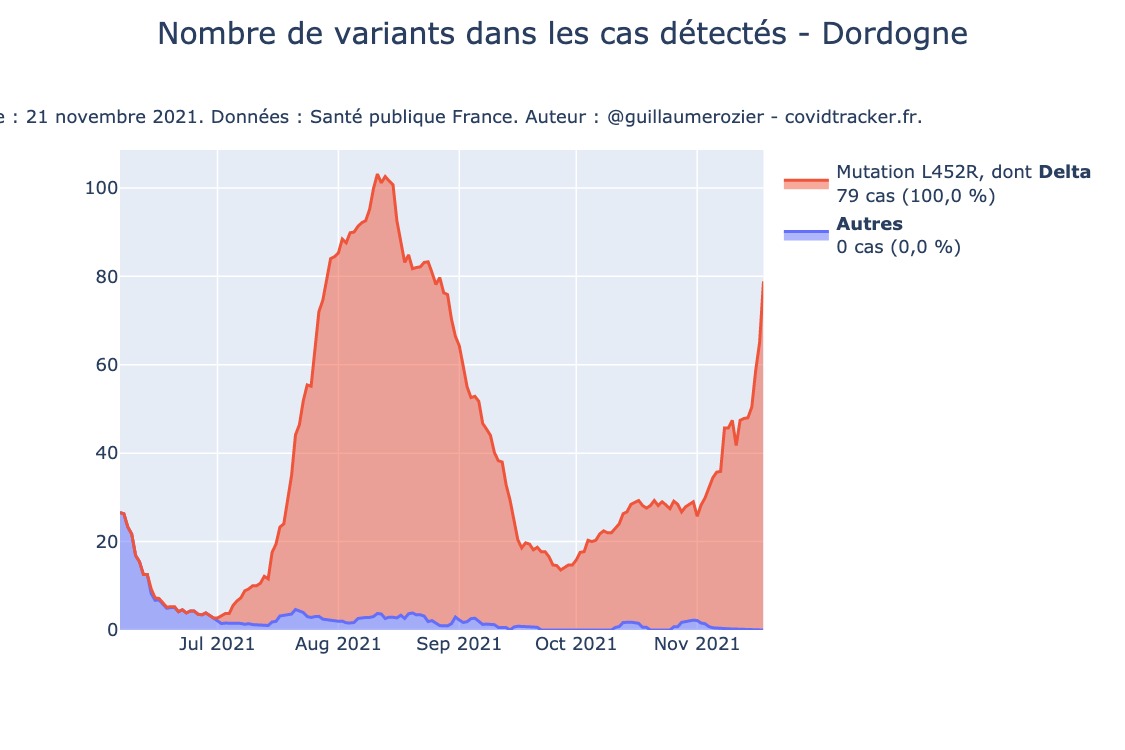 Nombre de variants dans les cas détectés - Dordogne
: 21 novembre 2021. Données : Santé publique France. Auteur : @guillaumerozier - covidtracker.fr.
Mutation L452R, dont Delta
79 cas (100,0 %)
Autres
0 cas (0,0 %)
100
80
60
40
20
0
Jul 2021 Aug 2021 Sep 2021 Oct 2021 Nov 2021